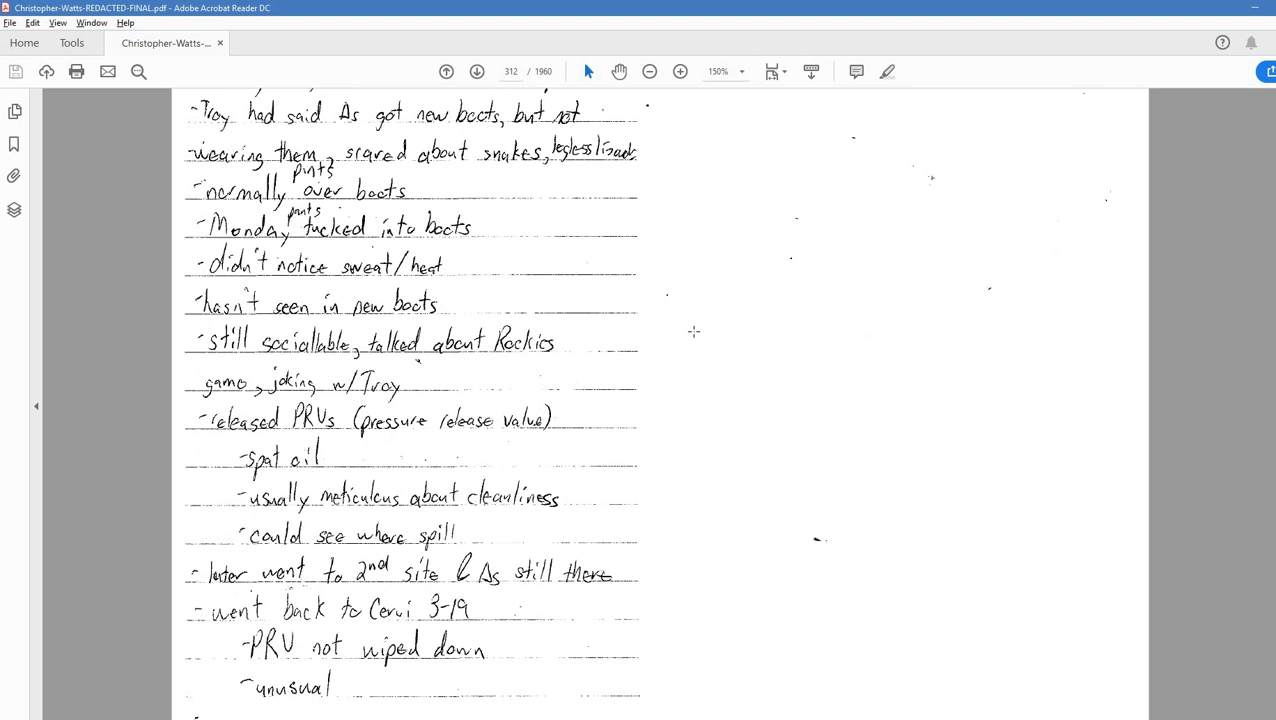 Christopher-Watts-REDACTED-FINAL.pdf - Adobe Acrobat Reader DC
File Edit View Window Help
Home Tools Christopher-Watts-... ×
312 / 1960 150%
-Troy had said As got new boots, but not
-wearing them, scared about snakes, legless lizards
-normally pants over boots
-Monday pants tucked into boots
-didn't notice sweat/heat
-hasn't seen in new boots
-still sociallable, talked about Rockies
game, joking w/Troy
-released PRVs (pressure release value)
-spat oil
-usually meticulus about cleanliness
-could see where spill
-later went to 2nd site & As still there
-went back to Cervi 3-19
-PRV not wiped down
-unusual